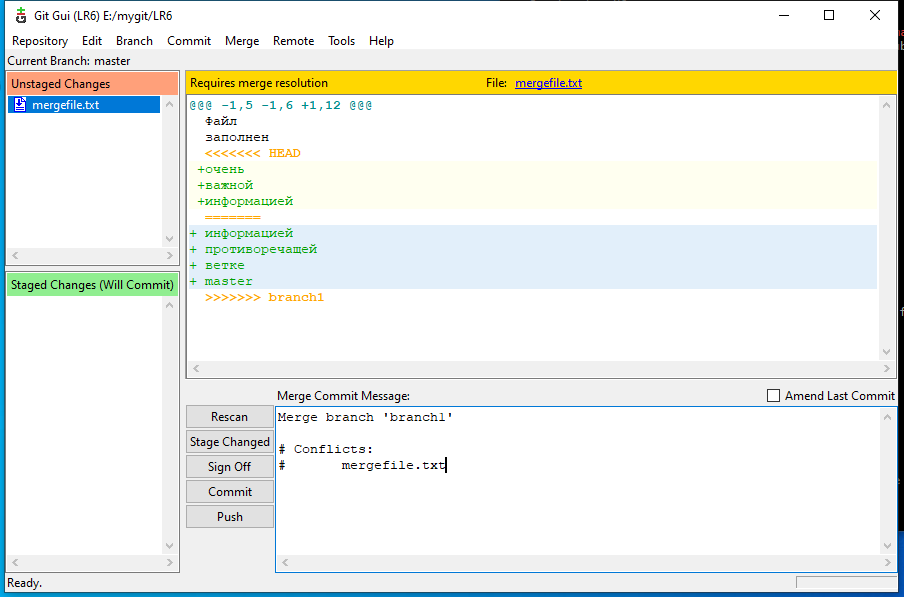 Git Gui (LR6) E:/mygit/LR6
Repository Edit Branch Commit Merge Remote Tools Help
Current Branch: master
Unstaged Changes
mergefile.txt
Staged Changes (Will Commit)
Requires merge resolution File: mergefile.txt
@@@ -1,5 -1,6 +1,12 @@@
Файл
заполнен
<<<<<<< HEAD
+очень
+важной
+информацией
=======
+ информацией
+ противоречащей
+ ветке
+ master
>>>>>>> branch1
Rescan
Stage Changed
Sign Off
Commit
Push
Merge Commit Message: Amend Last Commit
Merge branch 'branch1'
# Conflicts:
# mergefile.txt
Ready.